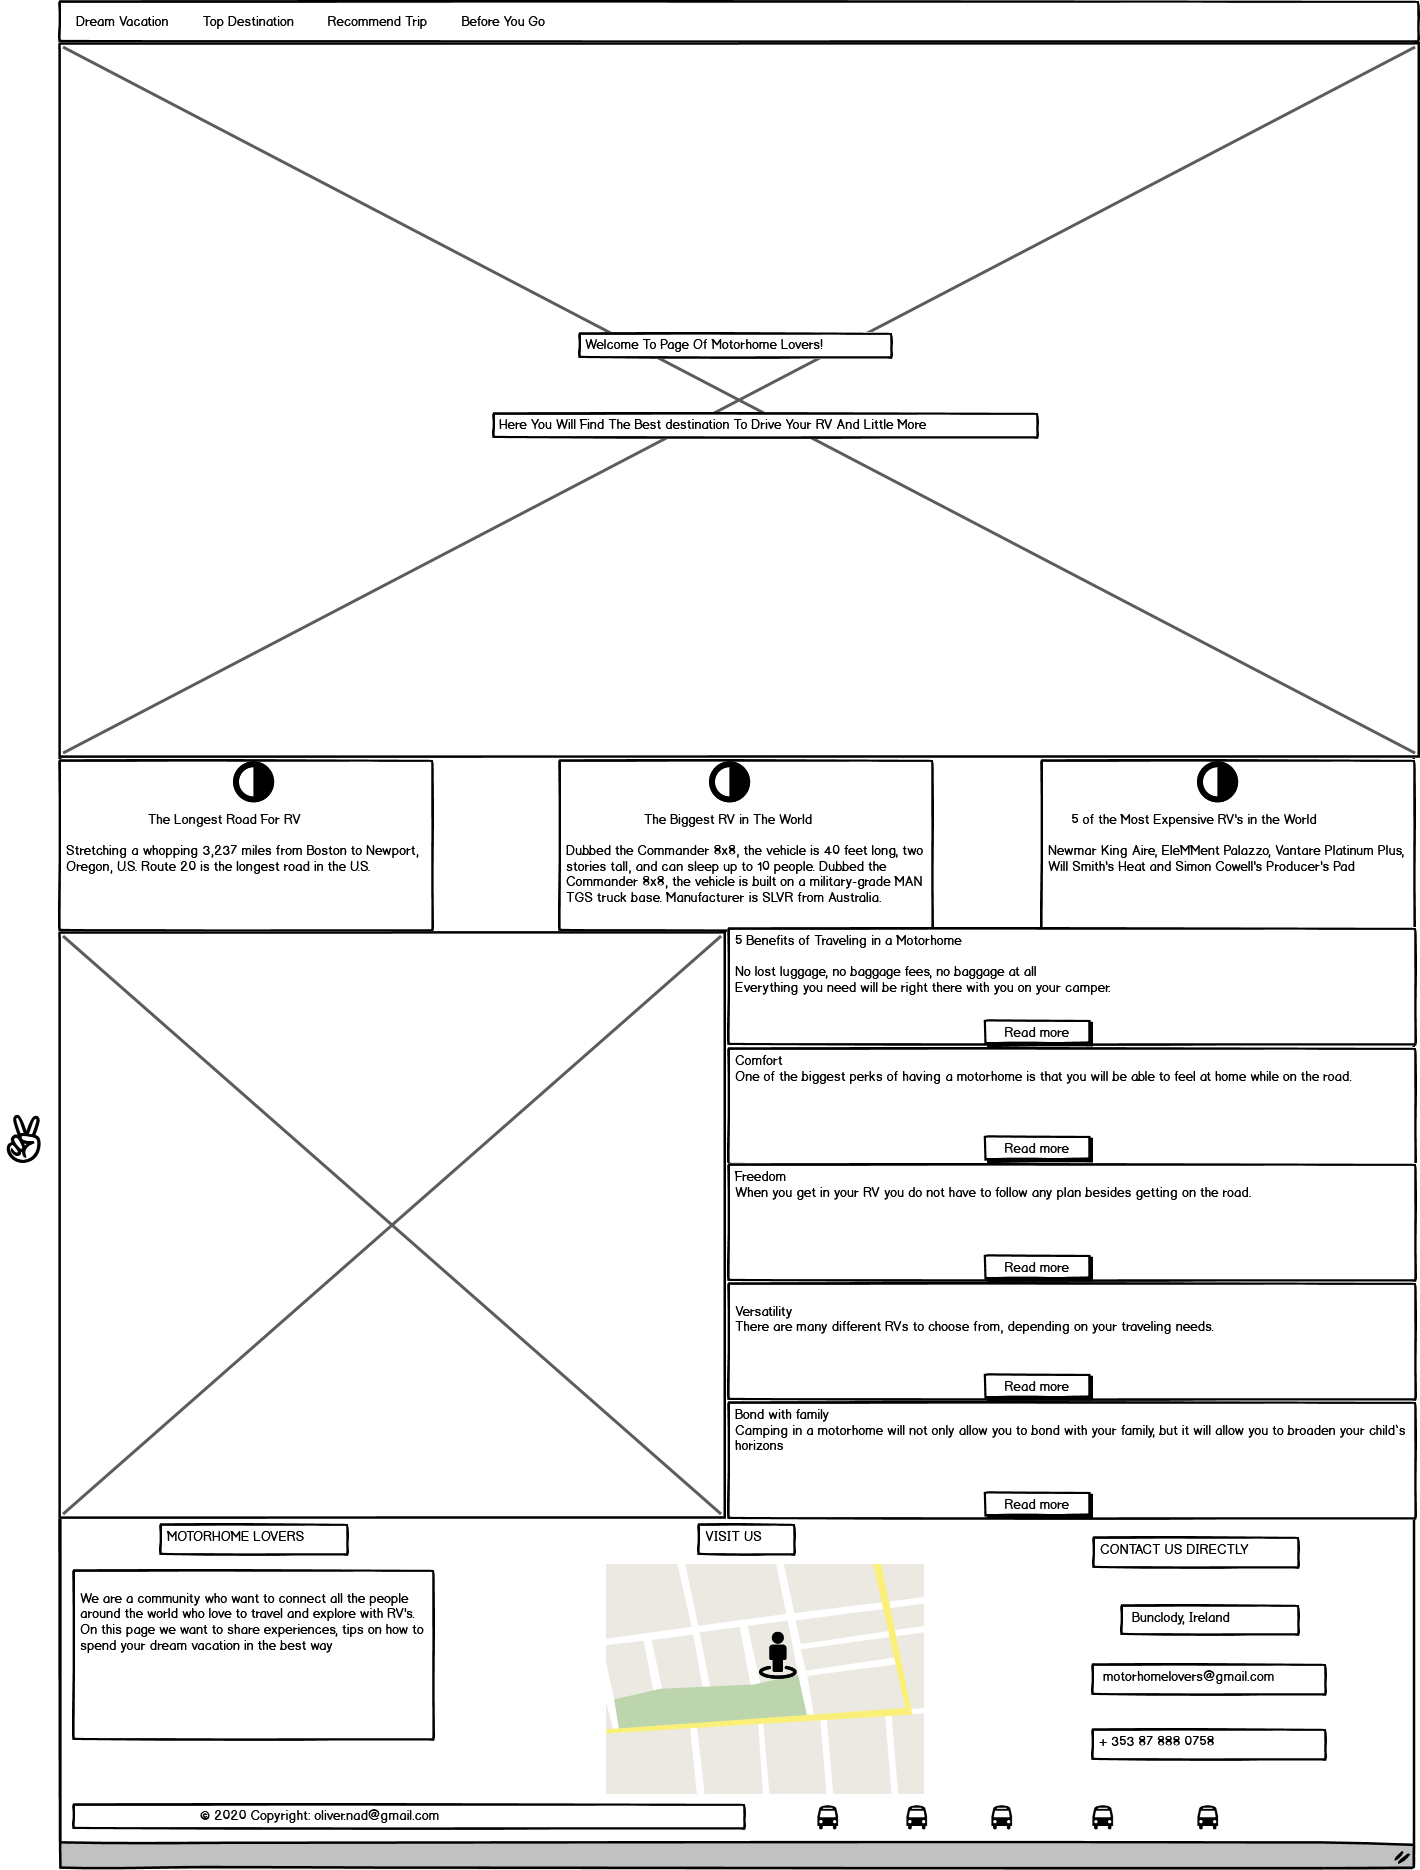 Dream Vacation Top Destination Recommend Trip Before You Go
Welcome To Page Of Motorhome Lovers!
Here You Will Find The Best destination To Drive Your RV And Little More
The Longest Road For RV
Stretching a whopping 3,237 miles from Boston to Newport,
Oregon, U.S. Route 20 is the longest road in the U.S.
The Biggest RV in The World
Dubbed the Commander 8x8, the vehicle is 40 feet long, two
stories tall, and can sleep up to 10 people. Dubbed the
Commander 8x8, the vehicle is built on a military-grade MAN
TGS truck base. Manufacturer is SLVR from Australia.
5 of the Most Expensive RV's in the World
Newmar King Aire, EleMMent Palazzo, Vantare Platinum Plus,
Will Smith's Heat and Simon Cowell's Producer's Pad
5 Benefits of Traveling in a Motorhome
No lost luggage, no baggage fees, no baggage at all
Everything you need will be right there with you on your camper.
Read more
Comfort
One of the biggest perks of having a motorhome is that you will be able to feel at home while on the road.
Read more
Freedom
When you get in your RV you do not have to follow any plan besides getting on the road.
Read more
Versatility
There are many different RVs to choose from, depending on your traveling needs.
Read more
Bond with family
Camping in a motorhome will not only allow you to bond with your family, but it will allow you to broaden your child`s
horizons
Read more
MOTORHOME LOVERS
We are a community who want to connect all the people
around the world who love to travel and explore with RV's.
On this page we want to share experiences, tips on how to
spend your dream vacation in the best way
VISIT US
CONTACT US DIRECTLY
Bunclody, Ireland
motorhomelovers@gmail.com
+ 353 87 888 0758
© 2020 Copyright: oliver.nad@gmail.com